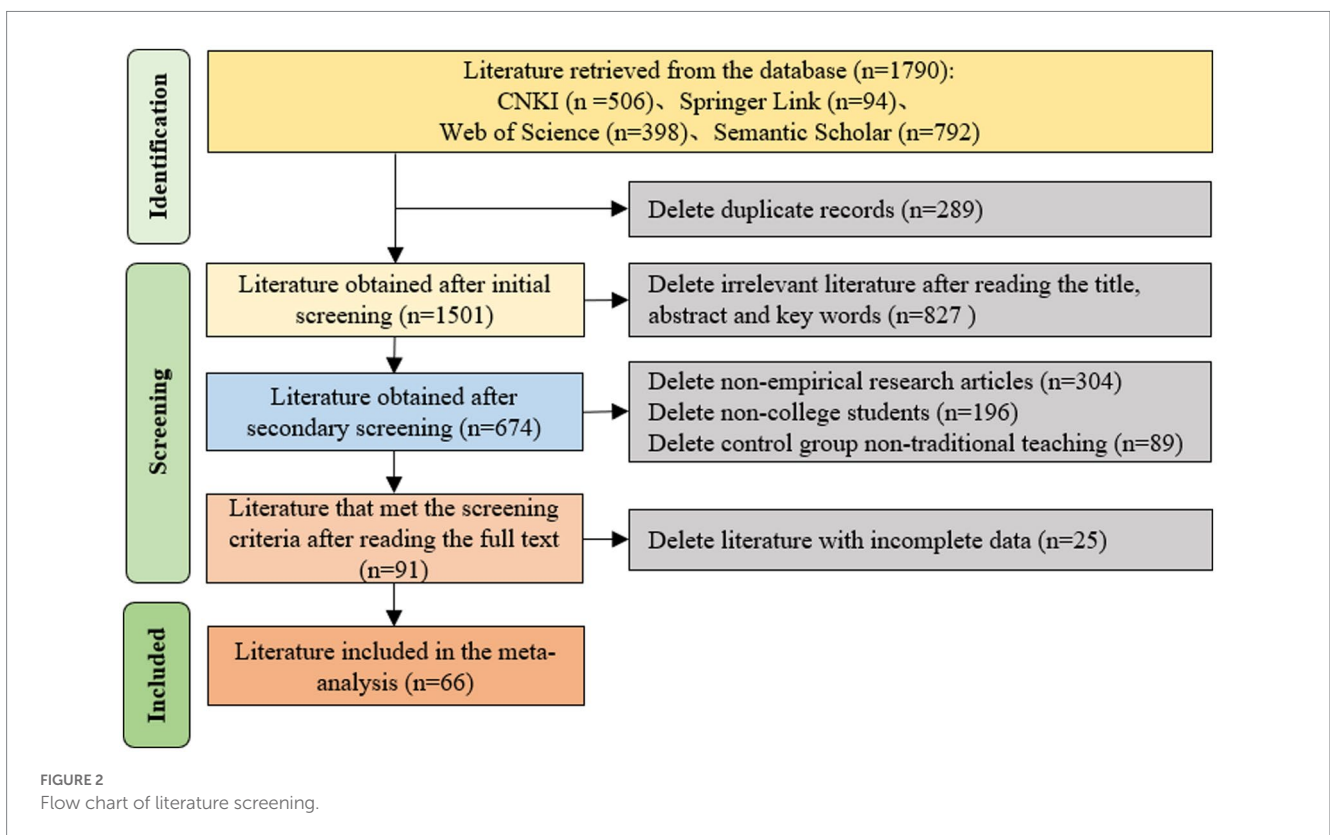 Identification
Literature retrieved from the database (n=1790):
CNKI (n =506)、Springer Link (n=94)、
Web of Science (n=398)、Semantic Scholar (n=792)
Delete duplicate records (n=289)
Screening
Literature obtained after initial
screening (n=1501)
Delete irrelevant literature after reading the title,
abstract and key words (n=827 )
Literature obtained after
secondary screening (n=674)
Delete non-empirical research articles (n=304)
Delete non-college students (n=196)
Delete control group non-traditional teaching (n=89)
Literature that met the screening
criteria after reading the full text
(n=91)
Delete literature with incomplete data (n=25)
Included
Literature included in the meta-
analysis (n=66)
FIGURE 2
Flow chart of literature screening.